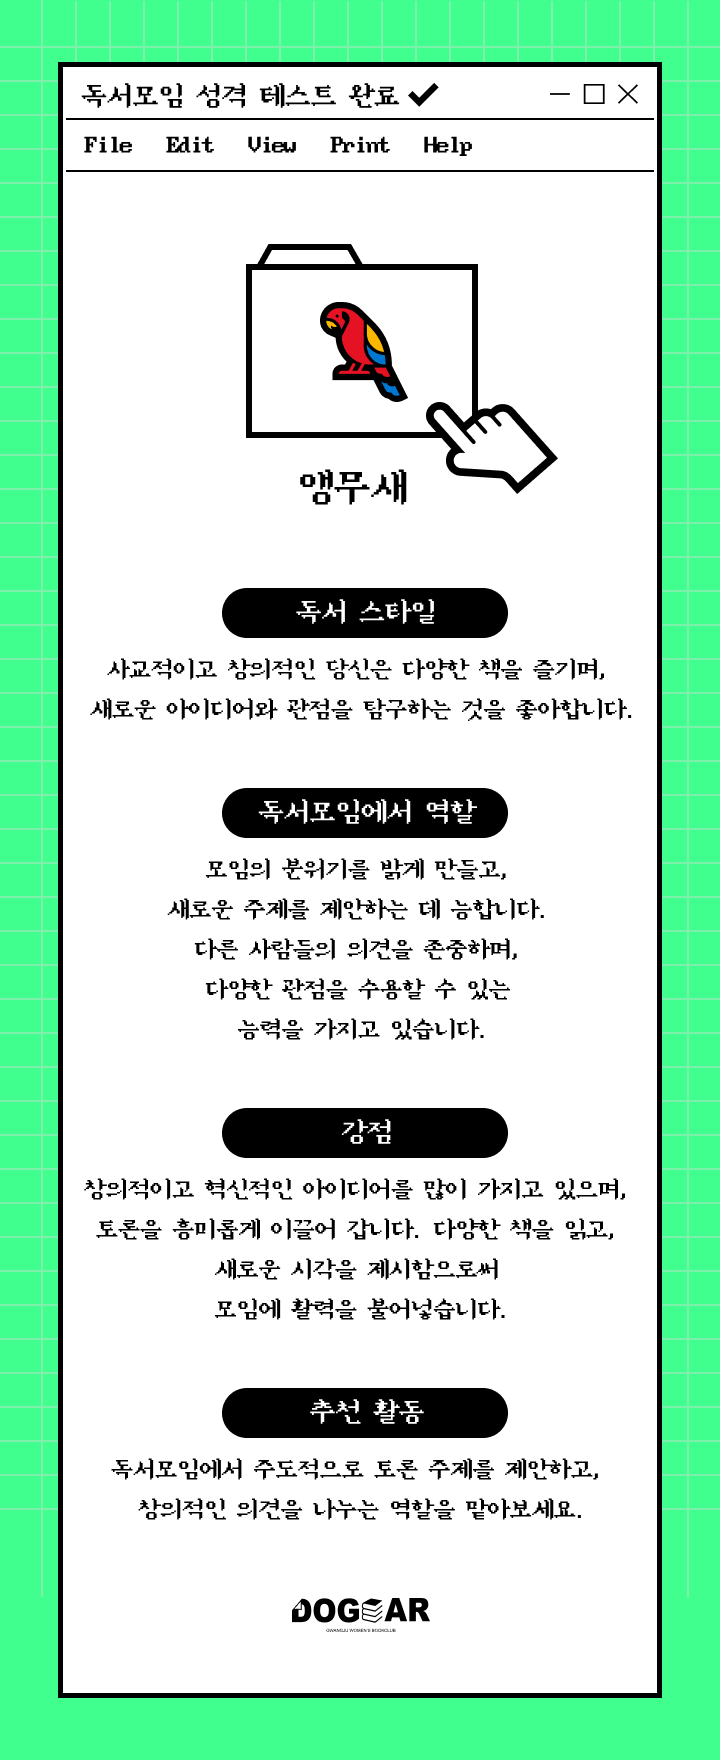 독서모임 성격 테스트 완료
File Edit View Print Help
앵무새
독서 스타일
사교적이고 창의적인 당신은 다양한 책을 즐기며,
새로운 아이디어와 관점을 탐구하는 것을 좋아합니다.
독서모임에서 역할
모임의 분위기를 밝게 만들고,
새로운 주제를 제안하는 데 능합니다.
다른 사람들의 의견을 존중하며,
다양한 관점을 수용할 수 있는
능력을 가지고 있습니다.
강점
창의적이고 혁신적인 아이디어를 많이 가지고 있으며,
토론을 흥미롭게 이끌어 갑니다. 다양한 책을 읽고,
새로운 시각을 제시함으로써
모임에 활력을 불어넣습니다.
추천 활동
독서모임에서 주도적으로 토론 주제를 제안하고,
창의적인 의견을 나누는 역할을 맡아보세요.
DOGEAR
GWANGJU WOMEN'S BOOKCLUB